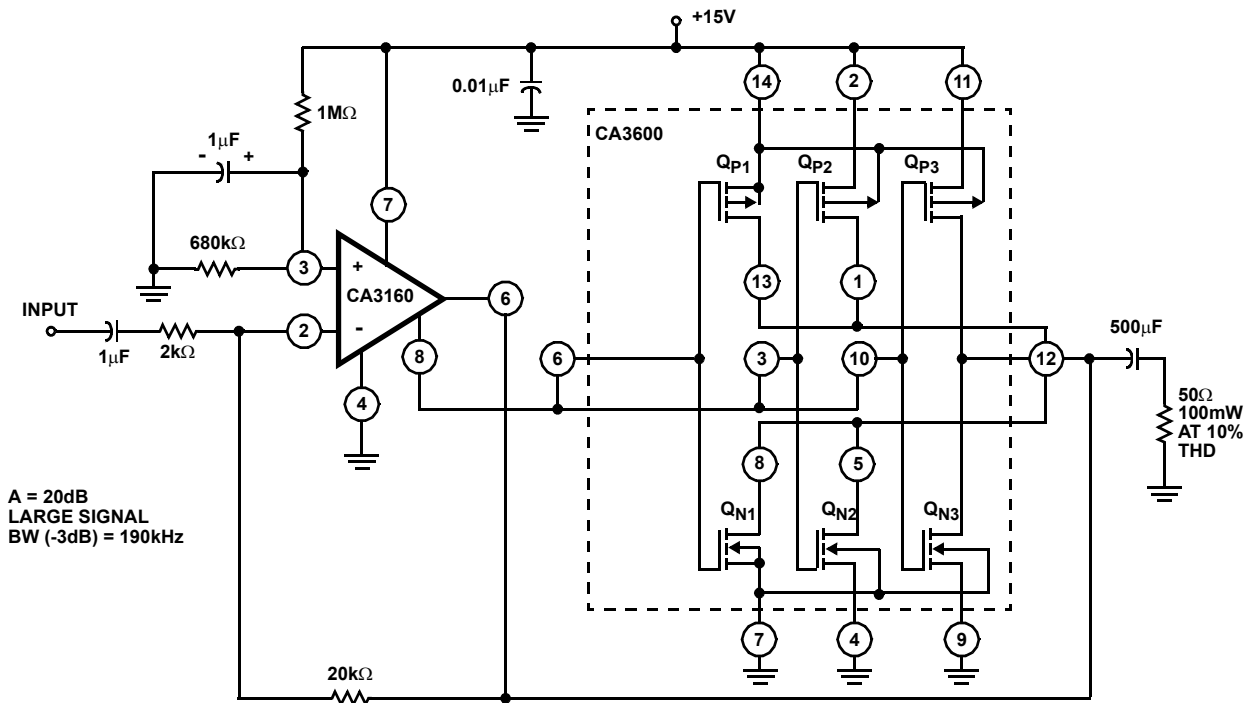 +15V
14
2
11
0.01μF
1MΩ
CA3600
1μF
- +
QP1
QP2
QP3
7
680kΩ
3
+
CA3160
-
6
13
1
INPUT
1μF
2kΩ
2
8
6
3
10
12
500μF
4
50Ω
100mW
AT 10%
THD
8
5
A = 20dB
LARGE SIGNAL
BW (-3dB) = 190kHz
QN1
QN2
QN3
7
4
9
20kΩ